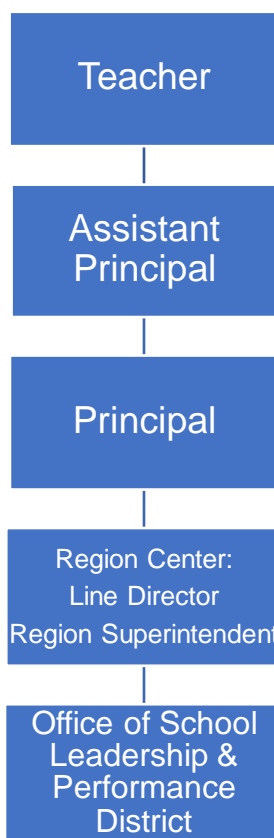 Teacher
Assistant
Principal
Principal
Region Center:
Line Director
Region Superintendent
Office of School
Leadership &
Performance
District